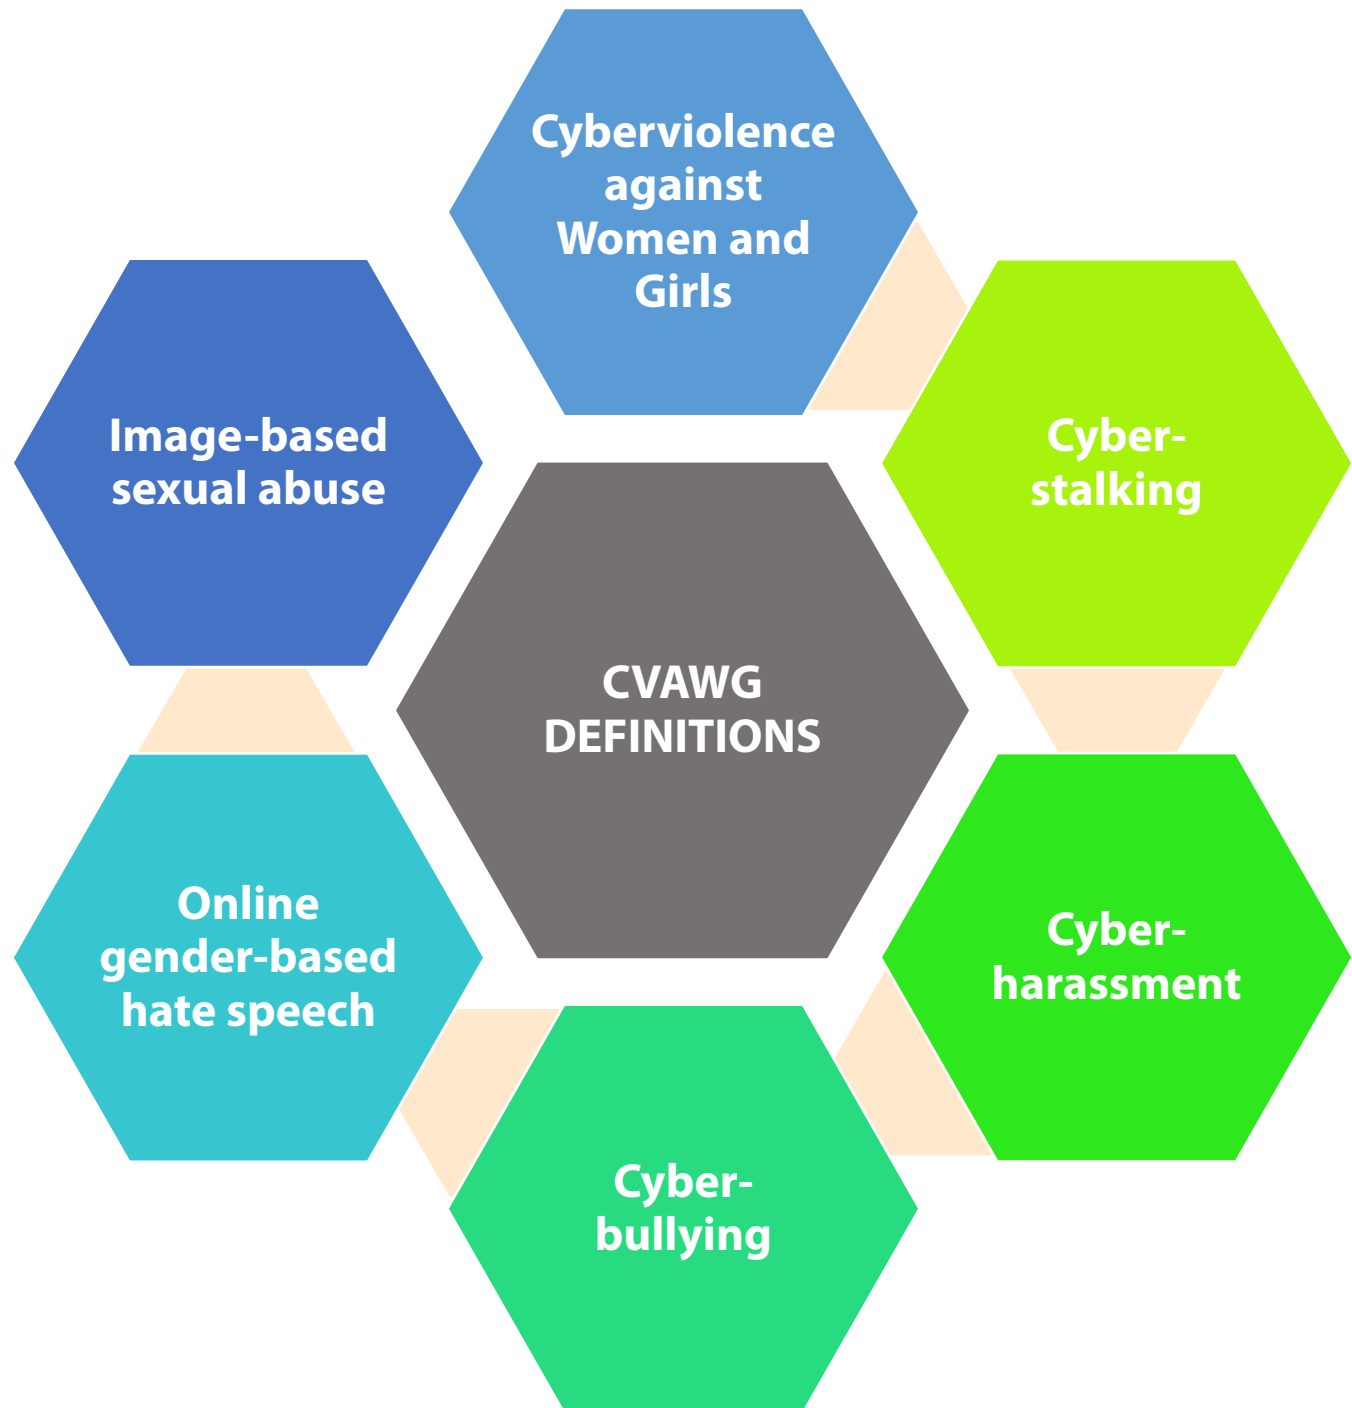 Cyberviolence
against
Women and
Girls
Image-based
sexual abuse
Cyber-
stalking
CVAWG
DEFINITIONS
Online
gender-based
hate speech
Cyber-
harassment
Cyber-
bullying